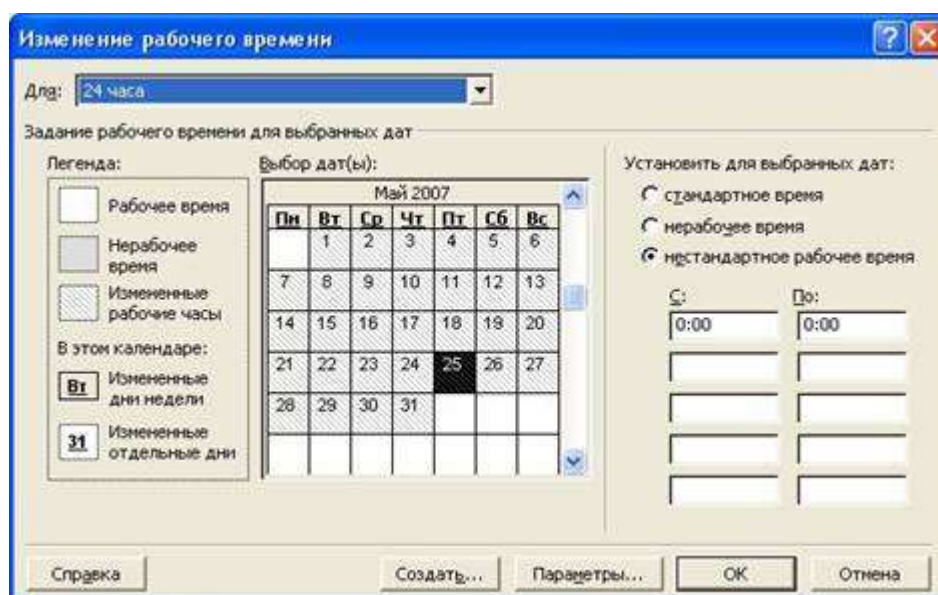 Изменение рабочего времени
Для: 24 часа
Задание рабочего времени для выбранных дат
Легенда:
Рабочее время
Нерабочее
время
Измененные
рабочие часы
В этом календаре:
Вт Измененные
дни недели
31 Измененные
отдельные дни
Выбор дат(ы):
Май 2007
Пн Вт Ср Чт Пт Сб Вс
1 2 3 4 5 6
7 8 9 10 11 12 13
14 15 16 17 18 19 20
21 22 23 24 25 26 27
28 29 30 31
Установить для выбранных дат:
стандартное время
нерабочее время
нестандартное рабочее время
С: По:
0:00 0:00
Справка Создать... Параметры... ОК Отмена